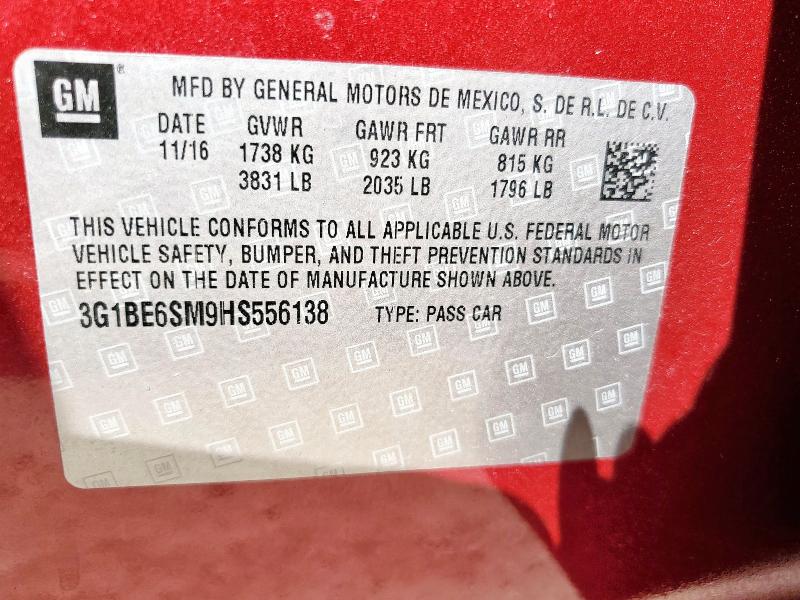 GM
MFD BY GENERAL MOTORS DE MEXICO, S. DE R.L. DE C.V.
DATE GVWR GAWR FRT GAWR RR
11/16 1738 KG 923 KG 815 KG
3831 LB 2035 LB 1796 LB
THIS VEHICLE CONFORMS TO ALL APPLICABLE U.S. FEDERAL MOTOR
VEHICLE SAFETY, BUMPER, AND THEFT PREVENTION STANDARDS IN
EFFECT ON THE DATE OF MANUFACTURE SHOWN ABOVE.
3G1BE6SM9HS556138 TYPE: PASS CAR